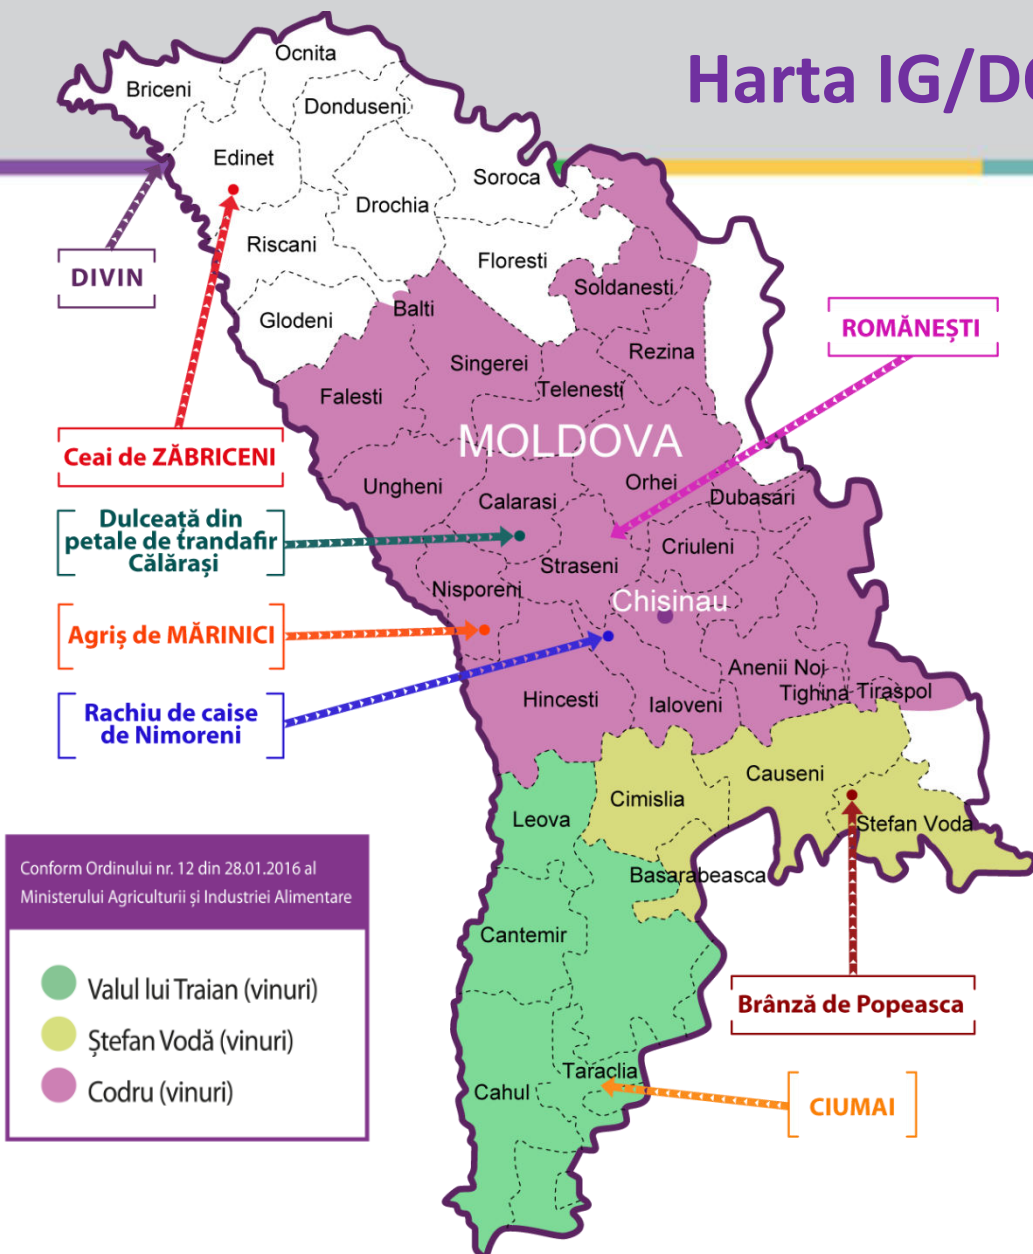 Harta IG/DO
Ocnita
Briceni
Donduseni
Edinet
Soroca
Drochia
Riscani
Floresti
DIVIN
Soldanesti
Balti
Glodeni
ROMĂNEȘTI
Rezina
Singerei
Telenesti
Falesti
MOLDOVA
Ceai de ZĂBRICENI
Orhei
Ungheni
Calarasi
Dubasari
Dulceață din
petale de trandafir
Călărași
Criuleni
Straseni
Nisporeni
Chisinau
Agriș de MĂRINICI
Anenii Noi
Tighina
Tiraspol
Hincesti
Ialoveni
Rachiu de caise
de Nimoreni
Causeni
Cimislia
Leova
Stefan Voda
Conform Ordinului nr. 12 din 28.01.2016 al
Ministerului Agriculturii și Industriei Alimentare
Basarabeasca
Cantemir
Valul lui Traian (vinuri)
Ștefan Vodă (vinuri)
Codru (vinuri)
Brânză de Popeasca
Taraclia
Cahul
CIUMAI